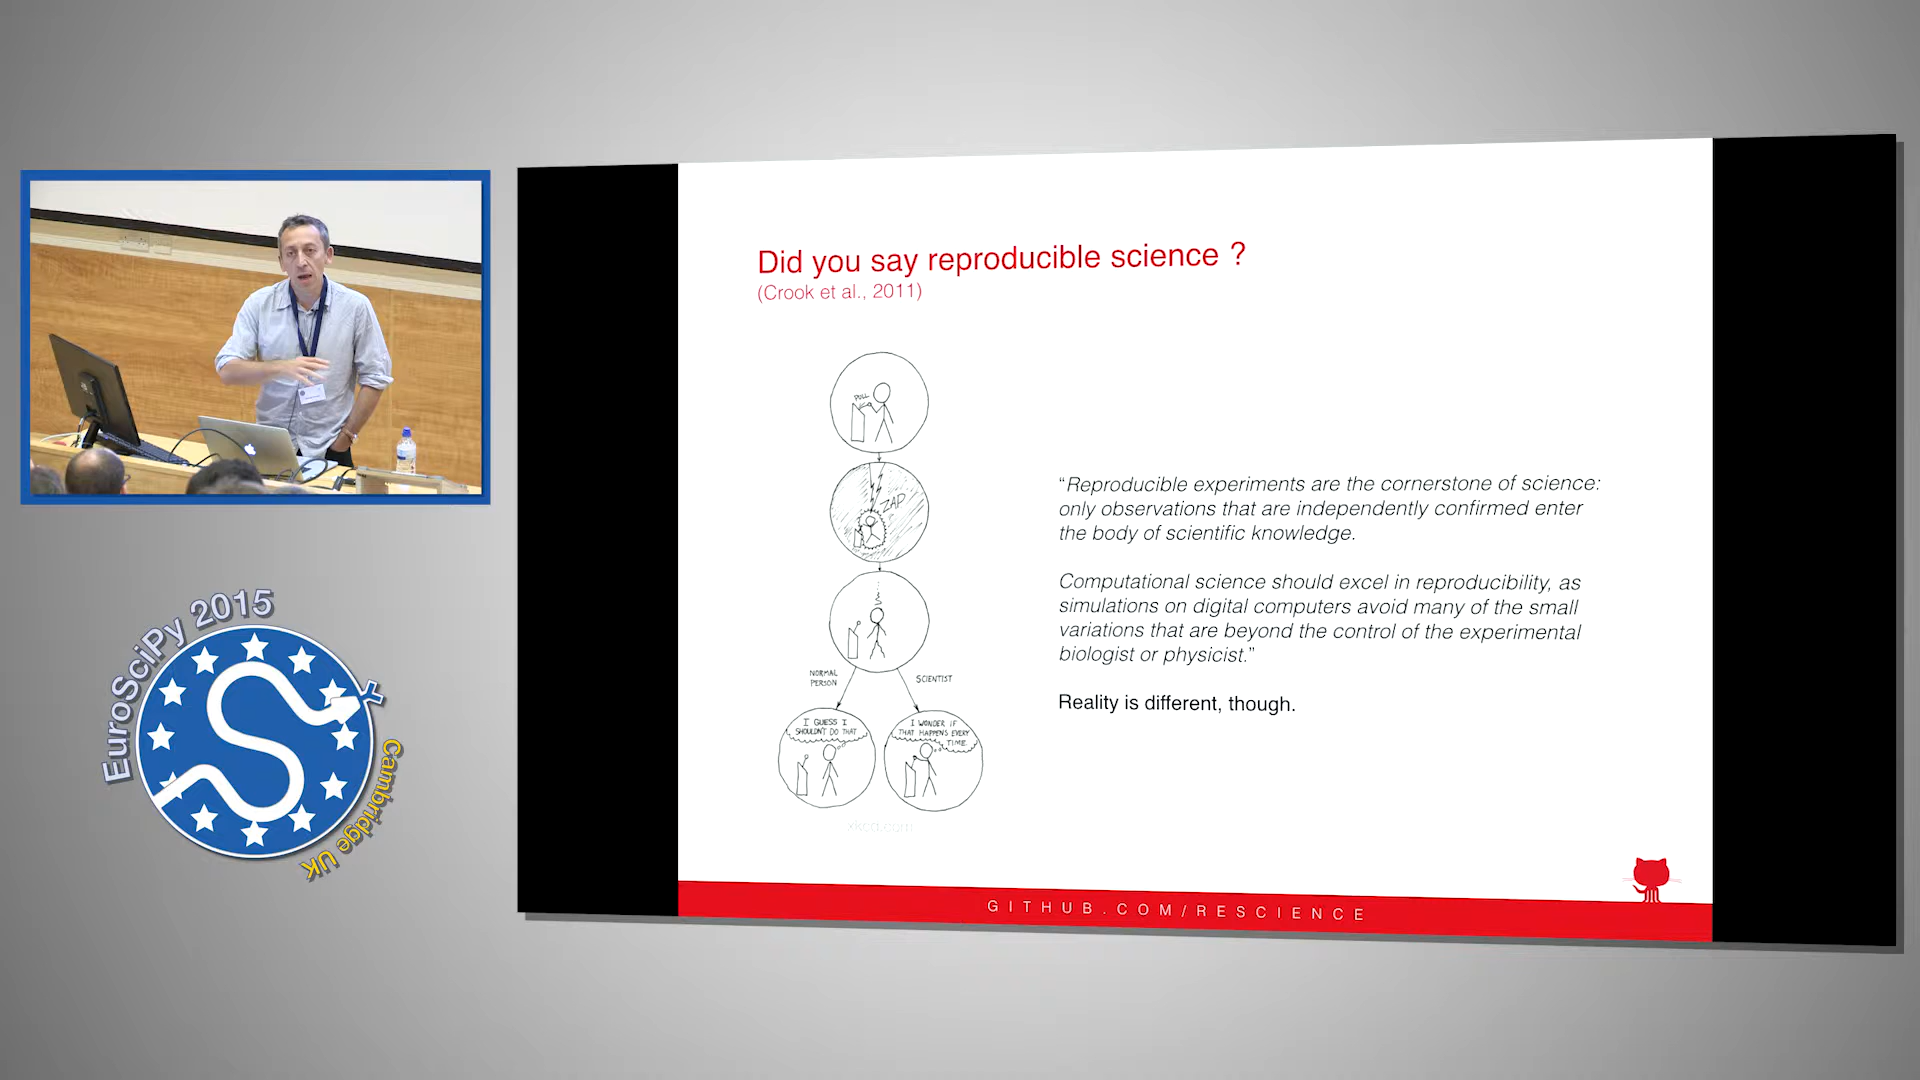 Did you say reproducible science ?
(Crook et al., 2011)
PULL
ZAP
NORMAL
PERSON
SCIENTIST
I GUESS I
SHOULDN'T DO THAT
I WONDER IF
THAT HAPPENS EVERY
TIME
xkcd.com
“Reproducible experiments are the cornerstone of science:
only observations that are independently confirmed enter
the body of scientific knowledge.
Computational science should excel in reproducibility, as
simulations on digital computers avoid many of the small
variations that are beyond the control of the experimental
biologist or physicist.”
Reality is different, though.
GITHUB.COM/RESCIENCE
EuroSciPy 2015
Cambridge UK